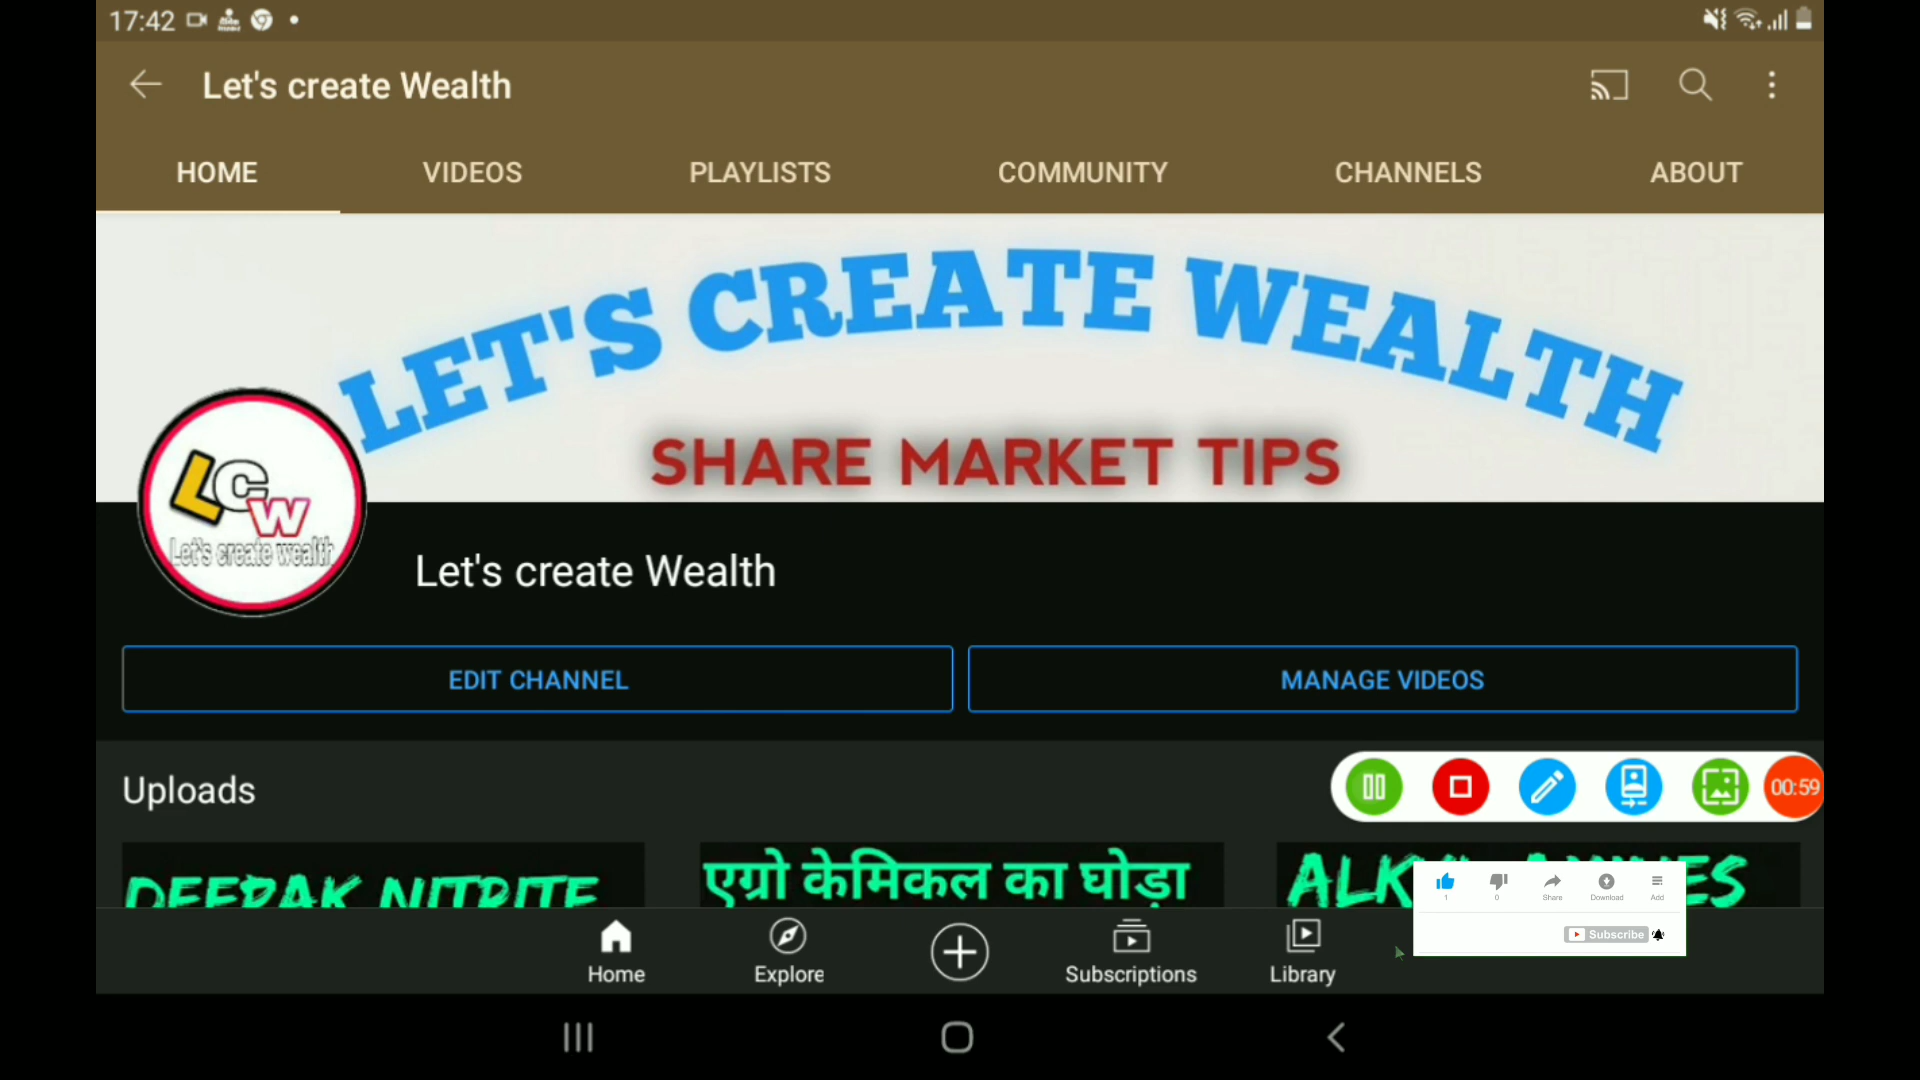 17:42
Let's create Wealth
HOME VIDEOS PLAYLISTS COMMUNITY CHANNELS ABOUT
LET'S CREATE WEALTH
SHARE MARKET TIPS
LCW
Let's create wealth
Let's create Wealth
EDIT CHANNEL MANAGE VIDEOS
Uploads
00:59
DEEPAK NITRITE एग्रो केमिकल का घोड़ा
1 0 Share Download Add
Subscribe
Home Explore Subscriptions Library